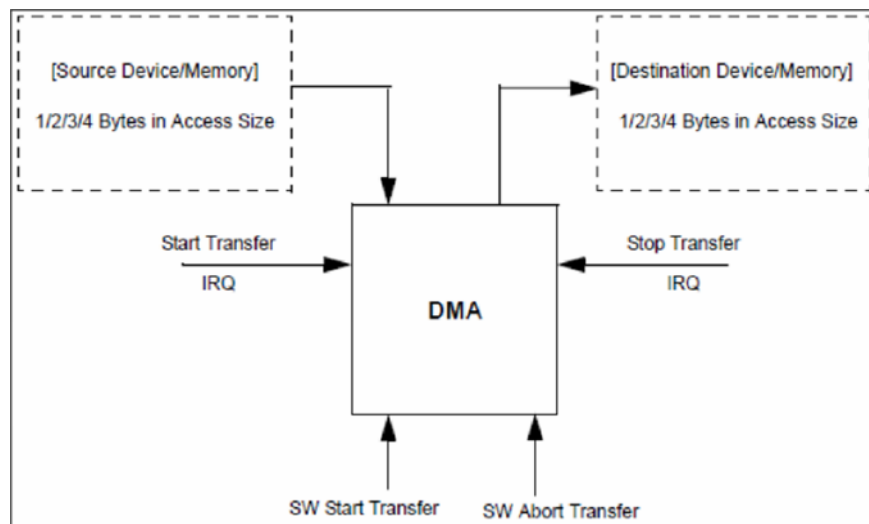 [Source Device/Memory]
1/2/3/4 Bytes in Access Size
[Destination Device/Memory]
1/2/3/4 Bytes in Access Size
Start Transfer
IRQ
Stop Transfer
IRQ
DMA
SW Start Transfer
SW Abort Transfer